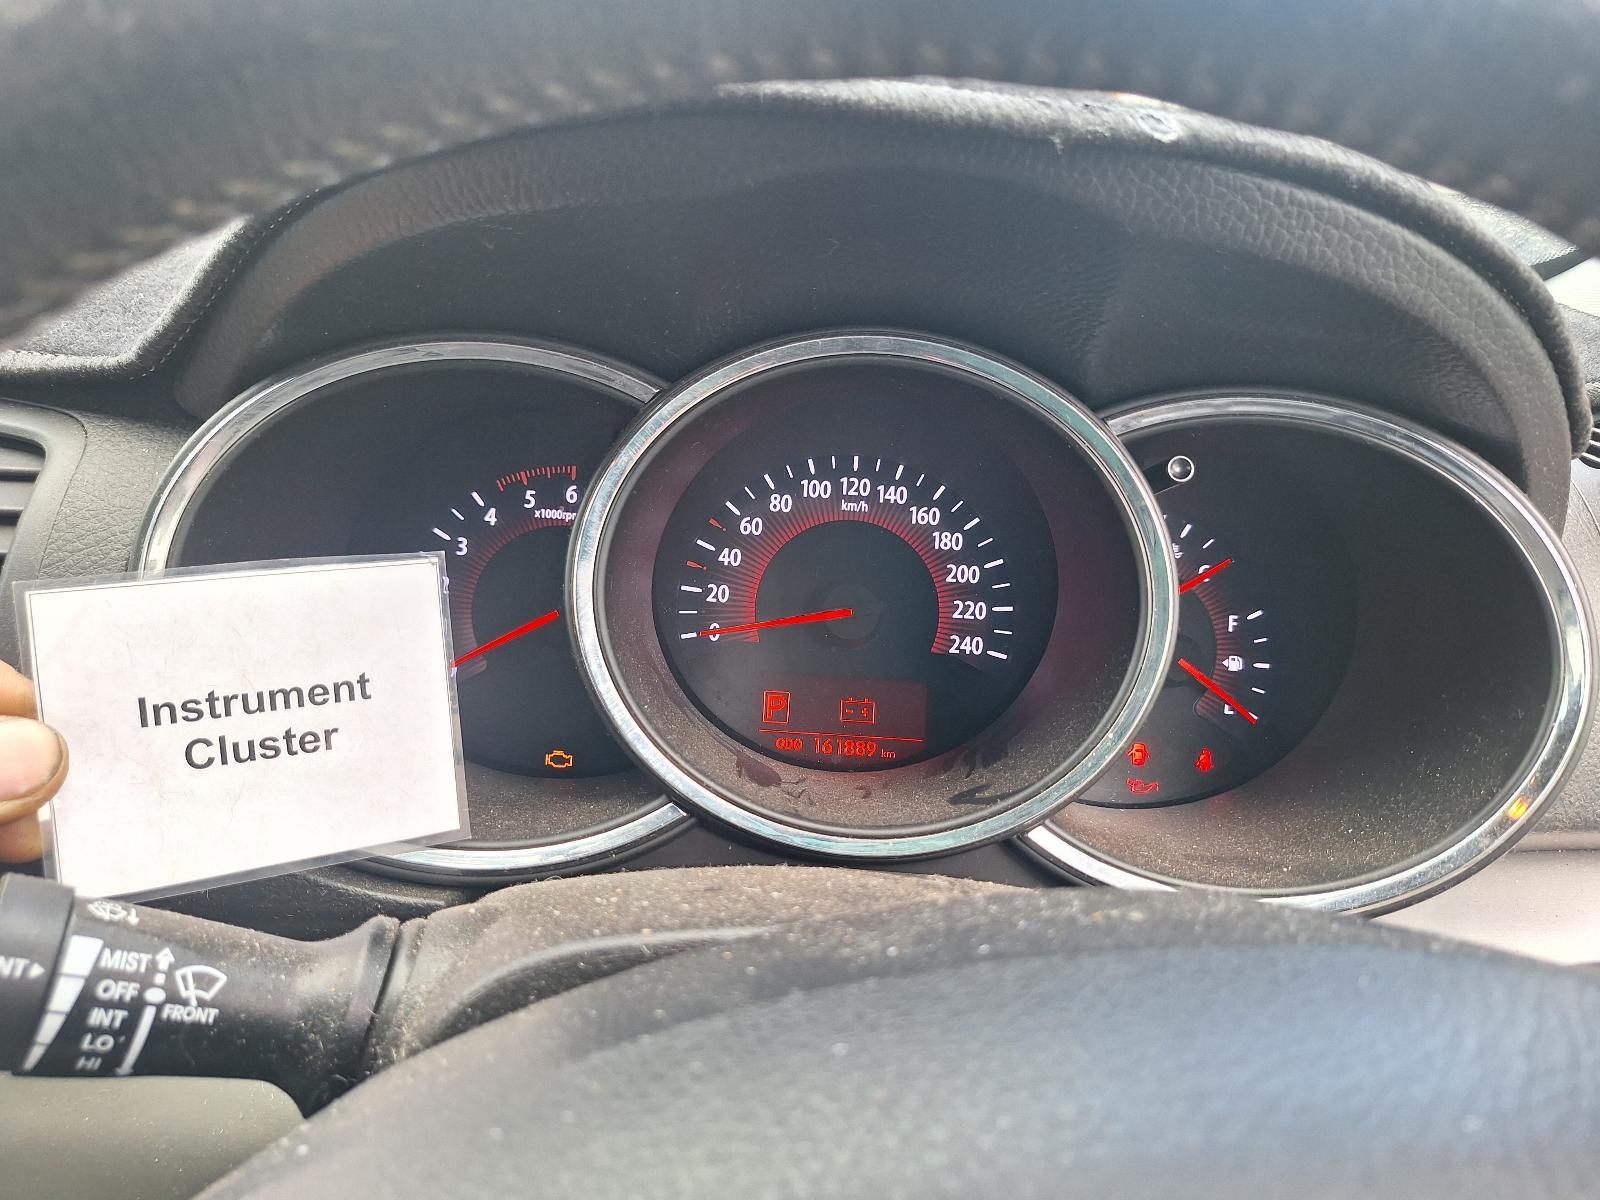 Instrument
Cluster
3
4
5
6
x1000rpm
0
20
40
60
80
100
120
140
160
180
200
220
240
km/h
P
ODO 161889 km
F
E
MIST
OFF
INT
LO
HI
FRONT